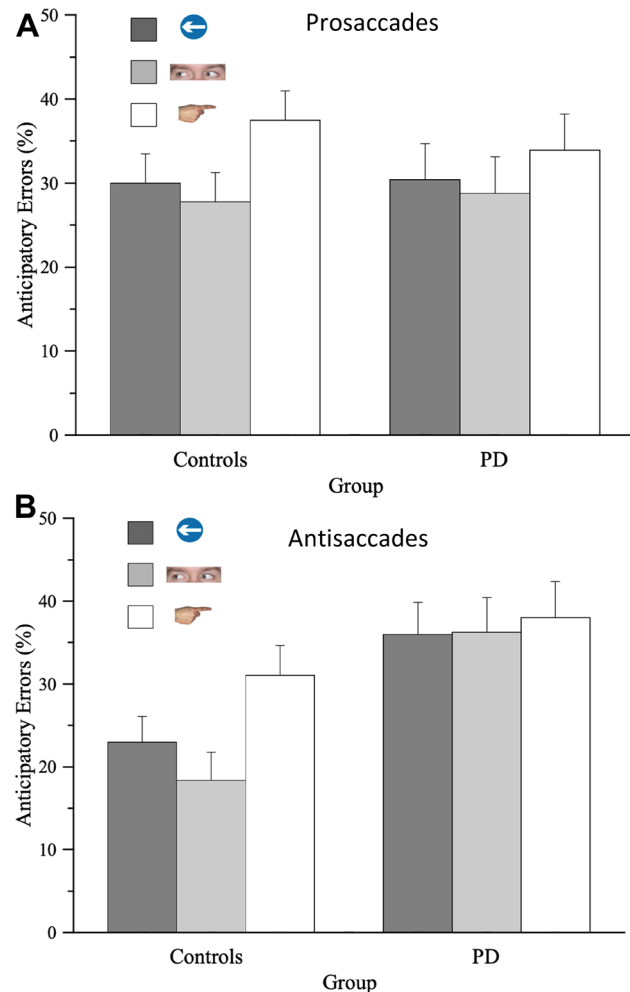 A
Prosaccades
Anticipatory Errors (%)
50
40
30
20
10
0
Controls
PD
Group
B
Antisaccades
Anticipatory Errors (%)
50
40
30
20
10
0
Controls
PD
Group